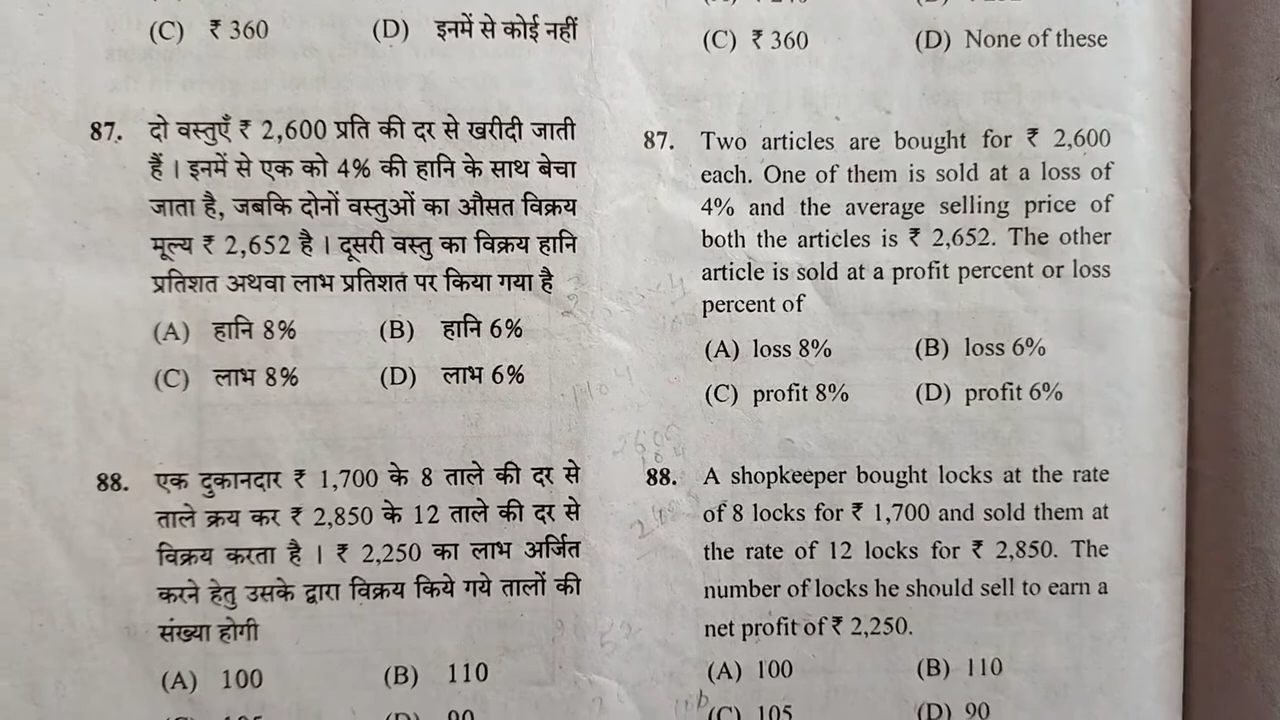 (C) ₹ 360 (D) इनमें से कोई नहीं
87. दो वस्तुएँ ₹ 2,600 प्रति की दर से खरीदी जाती
हैं । इनमें से एक को 4% की हानि के साथ बेचा
जाता है, जबकि दोनों वस्तुओं का औसत विक्रय
मूल्य ₹ 2,652 है । दूसरी वस्तु का विक्रय हानि
प्रतिशत अथवा लाभ प्रतिशत पर किया गया है
(A) हानि 8% (B) हानि 6%
(C) लाभ 8% (D) लाभ 6%
88. एक दुकानदार ₹ 1,700 के 8 ताले की दर से
ताले क्रय कर ₹ 2,850 के 12 ताले की दर से
विक्रय करता है । ₹ 2,250 का लाभ अर्जित
करने हेतु उसके द्वारा विक्रय किये गये तालों की
संख्या होगी
(A) 100 (B) 110
(C) 105 (D) 90
(C) ₹ 360 (D) None of these
87. Two articles are bought for ₹ 2,600
each. One of them is sold at a loss of
4% and the average selling price of
both the articles is ₹ 2,652. The other
article is sold at a profit percent or loss
percent of
(A) loss 8% (B) loss 6%
(C) profit 8% (D) profit 6%
88. A shopkeeper bought locks at the rate
of 8 locks for ₹ 1,700 and sold them at
the rate of 12 locks for ₹ 2,850. The
number of locks he should sell to earn a
net profit of ₹ 2,250.
(A) 100 (B) 110
(C) 105 (D) 90